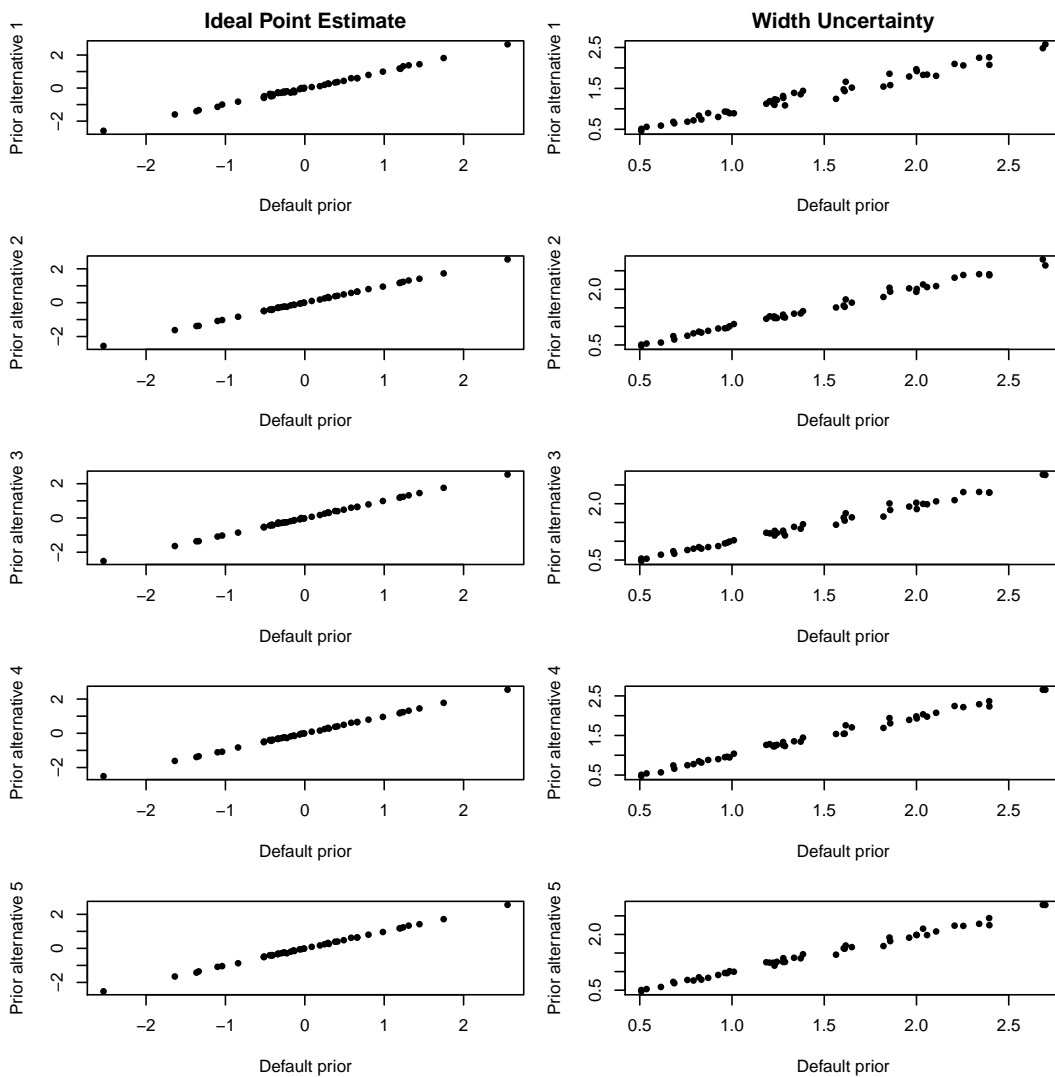 Ideal Point Estimate
Prior alternative 1
−2 0 2
−2 −1 0 1 2
Default prior
Width Uncertainty
Prior alternative 1
0.5 1.5 2.5
0.5 1.0 1.5 2.0 2.5
Default prior
Prior alternative 2
−2 0 2
−2 −1 0 1 2
Default prior
Prior alternative 2
0.5 2.0
0.5 1.0 1.5 2.0 2.5
Default prior
Prior alternative 3
−2 0 2
−2 −1 0 1 2
Default prior
Prior alternative 3
0.5 2.0
0.5 1.0 1.5 2.0 2.5
Default prior
Prior alternative 4
−2 0 2
−2 −1 0 1 2
Default prior
Prior alternative 4
0.5 1.5 2.5
0.5 1.0 1.5 2.0 2.5
Default prior
Prior alternative 5
−2 0 2
−2 −1 0 1 2
Default prior
Prior alternative 5
0.5 2.0
0.5 1.0 1.5 2.0 2.5
Default prior